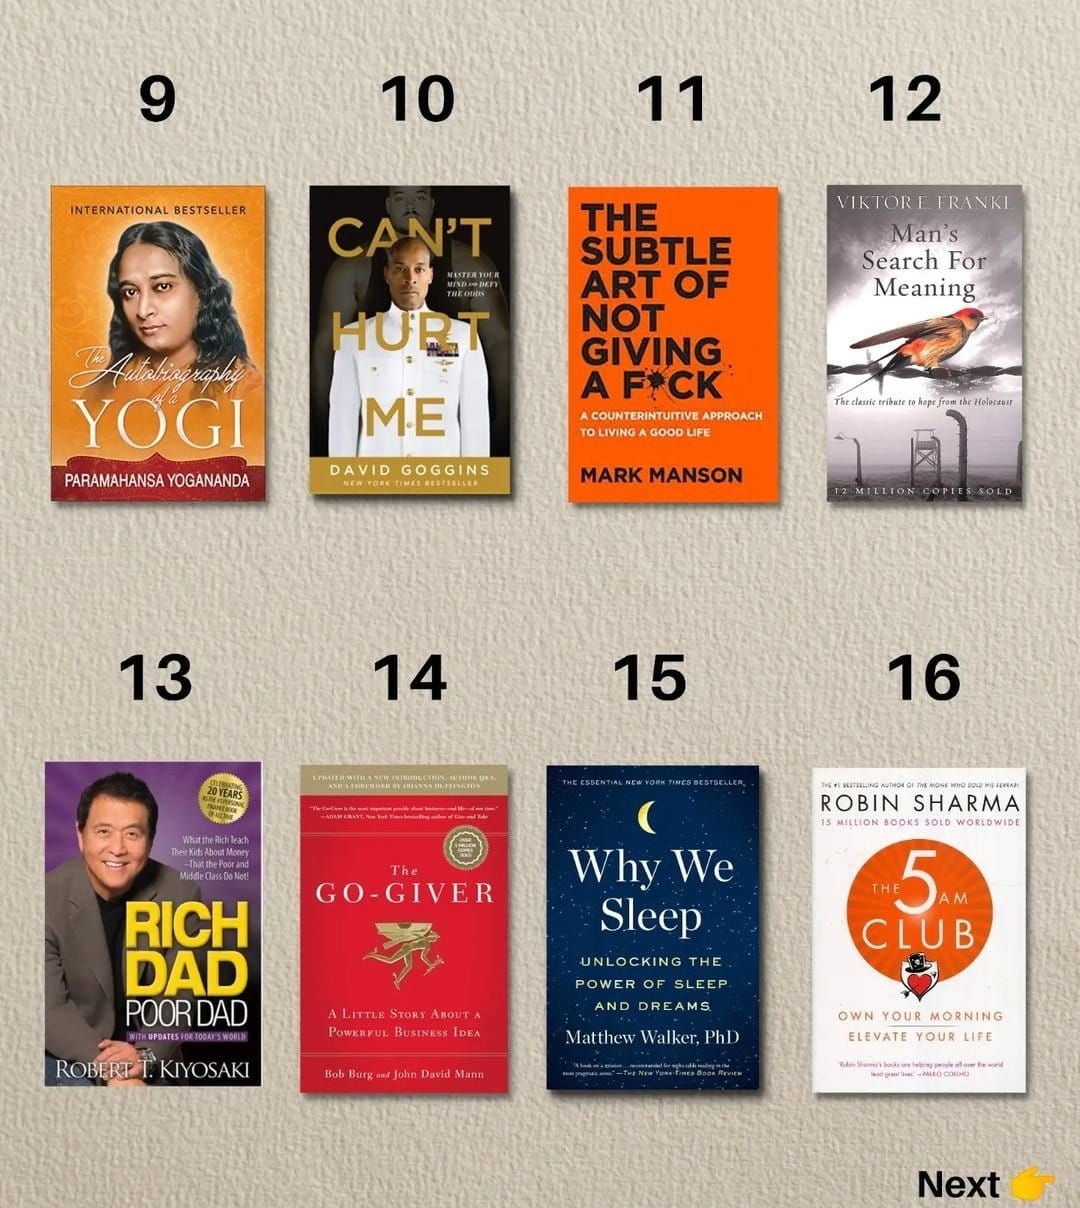 9
10
11
12
INTERNATIONAL BESTSELLER
The
Autobiography
of a
YOGI
PARAMAHANSA YOGANANDA
CAN'T
MASTER YOUR
MIND AND DEFY
THE ODDS
HURT
ME
DAVID GOGGINS
NEW YORK TIMES BESTSELLER
THE
SUBTLE
ART OF
NOT
GIVING
A F*CK
A COUNTERINTUITIVE APPROACH
TO LIVING A GOOD LIFE
MARK MANSON
VIKTOR E. FRANKL
Man's
Search For
Meaning
The classic tribute to hope from the Holocaust
12 MILLION COPIES SOLD
13
14
15
16
CELEBRATING
20 YEARS
AS THE #1 PERSONAL
FINANCE BOOK
OF ALL TIME
What the Rich Teach
Their Kids About Money
–That the Poor and
Middle Class Do Not!
RICH
DAD
POOR DAD
WITH UPDATES FOR TODAY'S WORLD
ROBERT T. KIYOSAKI
UPDATED WITH A NEW INTRODUCTION, AUTHOR Q&A,
AND A FOREWORD BY ARIANNA HUFFINGTON
"The Go-Giver is the most important parable about business—and life—of our time."
—ADAM GRANT, New York Times bestselling author of Give and Take
OVER
1 MILLION
COPIES
SOLD
The
GO-GIVER
A LITTLE STORY ABOUT A
POWERFUL BUSINESS IDEA
Bob Burg and John David Mann
THE ESSENTIAL NEW YORK TIMES BESTSELLER
Why We
Sleep
UNLOCKING THE
POWER OF SLEEP
AND DREAMS
Matthew Walker, PhD
"A book on a mission ... recommended for night-table reading in the
most pragmatic sense." —THE NEW YORK TIMES BOOK REVIEW
THE #1 BESTSELLING AUTHOR OF THE MONK WHO SOLD HIS FERRARI
ROBIN SHARMA
15 MILLION BOOKS SOLD WORLDWIDE
THE 5 AM
CLUB
OWN YOUR MORNING
ELEVATE YOUR LIFE
'Robin Sharma's books are helping people all over the world
lead great lives' —PAULO COELHO
Next